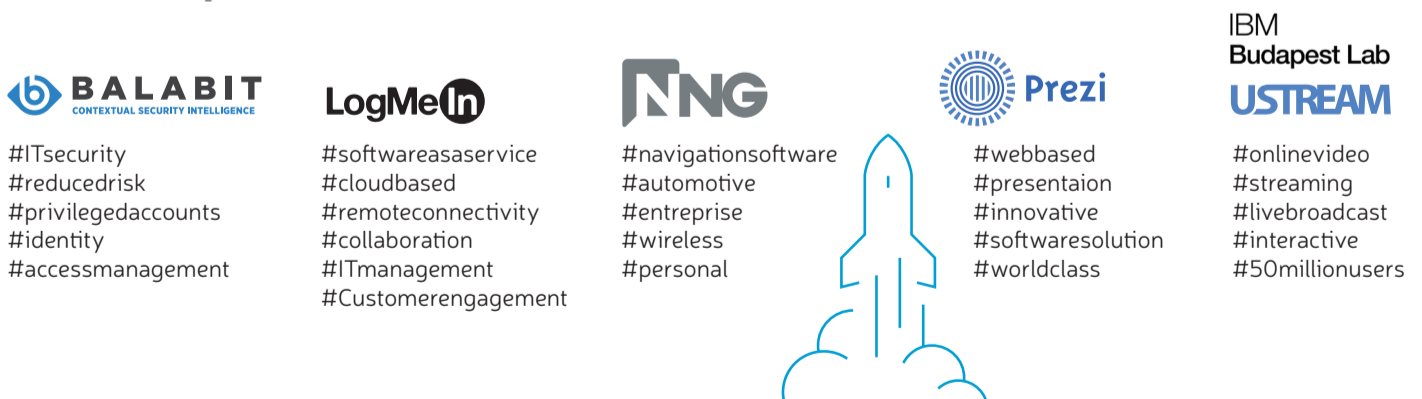 BALABIT
CONTEXTUAL SECURITY INTELLIGENCE
#ITsecurity
#reducedrisk
#privilegedaccounts
#identity
#accessmanagement
LogMeIn
#softwareasaservice
#cloudbased
#remoteconnectivity
#collaboration
#ITmanagement
#Customerengagement
NNG
#navigationsoftware
#automotive
#entreprise
#wireless
#personal
Prezi
#webbased
#presentaion
#innovative
#softwaresolution
#worldclass
IBM
Budapest Lab
USTREAM
#onlinevideo
#streaming
#livebroadcast
#interactive
#50millionusers